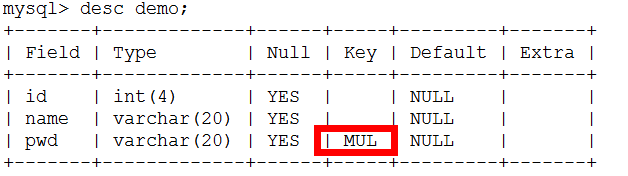 mysql> desc demo;
+-------+-------------+------+-----+---------+-------+
| Field | Type        | Null | Key | Default | Extra |
+-------+-------------+------+-----+---------+-------+
| id    | int(4)      | YES  |     | NULL    |       |
| name  | varchar(20) | YES  |     | NULL    |       |
| pwd   | varchar(20) | YES  | MUL | NULL    |       |
+-------+-------------+------+-----+---------+-------+